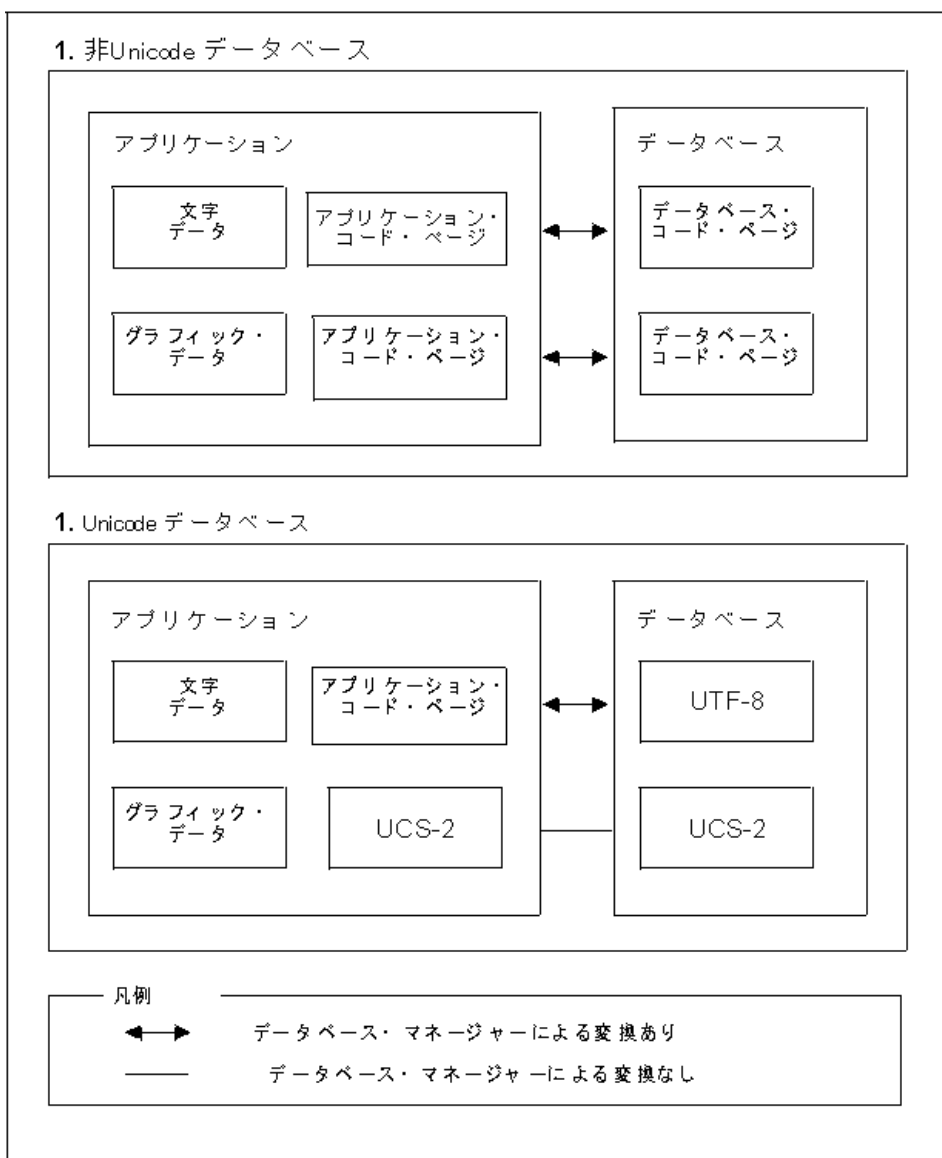 1. 非Unicode データベース
アプリケーション
データベース
文字
データ
アプリケーション・
コード・ページ
データベース・
コード・ページ
グラフィック・
データ
アプリケーション・
コード・ページ
データベース・
コード・ページ
1. Unicode データベース
アプリケーション
データベース
文字
データ
アプリケーション・
コード・ページ
UTF-8
グラフィック・
データ
UCS-2
UCS-2
凡例
データベース・マネージャーによる変換あり
データベース・マネージャーによる変換なし